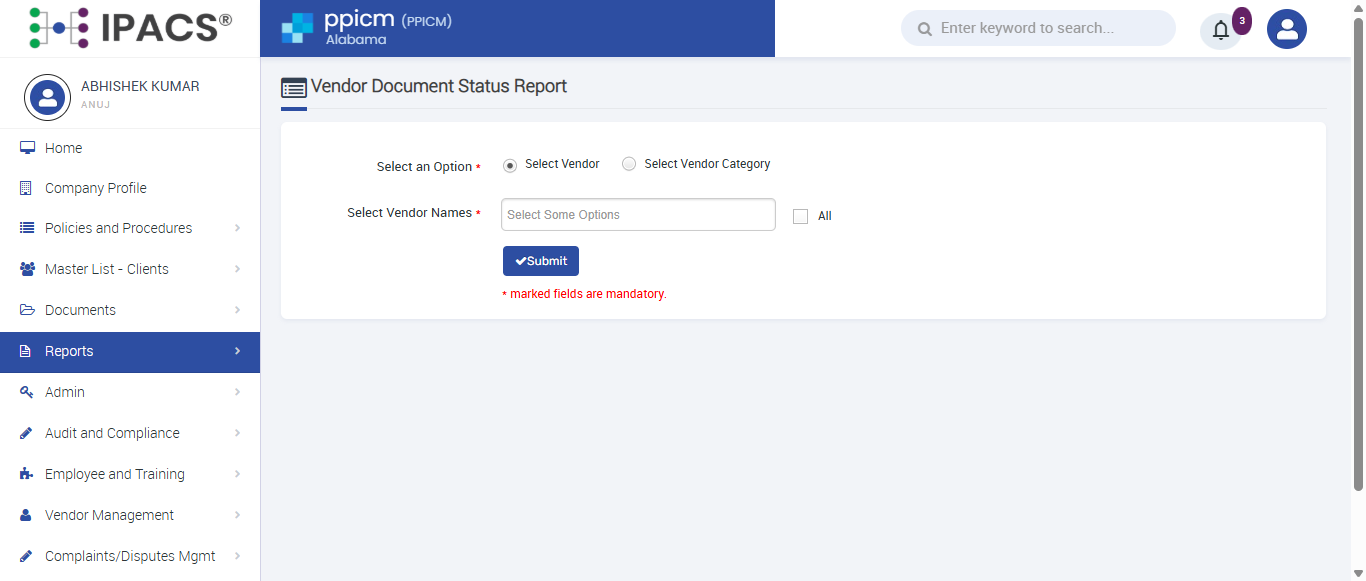 IPACS®
ppicm (PPICM)
Alabama
Enter keyword to search...
3
ABHISHEK KUMAR
ANUJ
Home
Company Profile
Policies and Procedures
Master List - Clients
Documents
Reports
Admin
Audit and Compliance
Employee and Training
Vendor Management
Complaints/Disputes Mgmt
Vendor Document Status Report
Select an Option * Select Vendor Select Vendor Category
Select Vendor Names * Select Some Options All
Submit
* marked fields are mandatory.